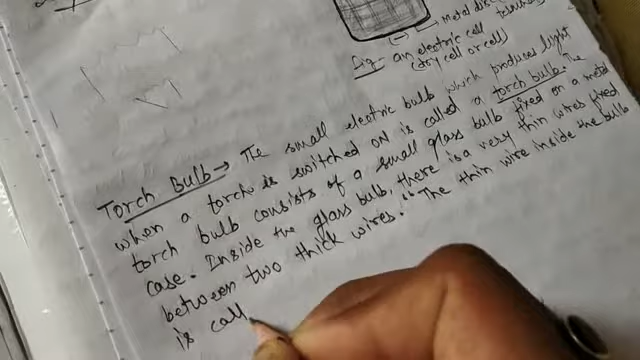 metal disc
terminal
Fig:- an electric cell
(dry cell or cell)
Torch Bulb → The small electric bulb which produces light
when a torch is switched ON is called a torch bulb. The
torch bulb consists of a small glass bulb fixed on a metal
case. Inside the glass bulb, there is a very thin wires fixed
between two thick wires. The thin wire inside the bulb
is call